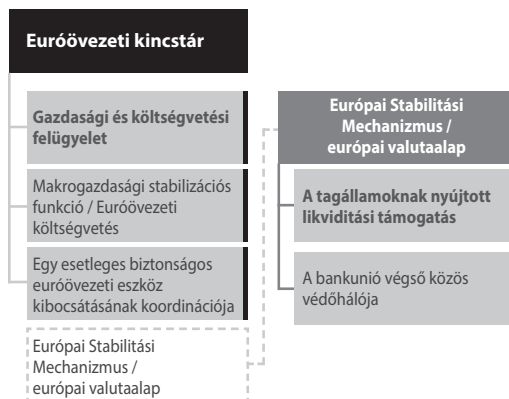 Euróövezeti kincstár
Gazdasági és költségvetési
felügyelet
Makrogazdasági stabilizációs
funkció / Euróövezeti
költségvetés
Egy esetleges biztonságos
euróövezeti eszköz
kibocsátásának koordinációja
Európai Stabilitási
Mechanizmus /
európai valutaalap
Európai Stabilitási
Mechanizmus /
európai valutaalap
A tagállamoknak nyújtott
likviditási támogatás
A bankunió végső közös
védőhálója